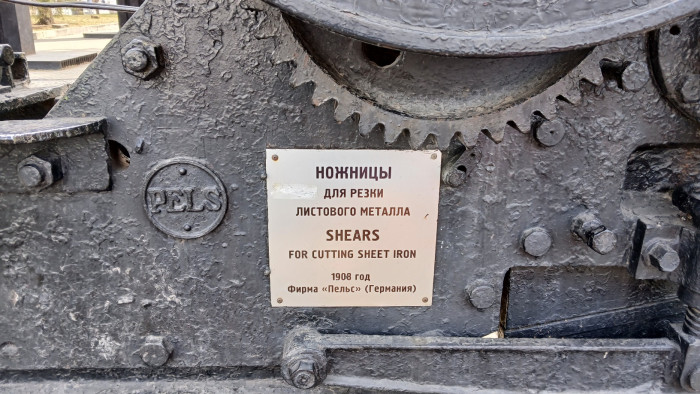 PELS
НОЖНИЦЫ
ДЛЯ РЕЗКИ
ЛИСТОВОГО МЕТАЛЛА
SHEARS
FOR CUTTING SHEET IRON
1908 год
Фирма «Пельс» (Германия)